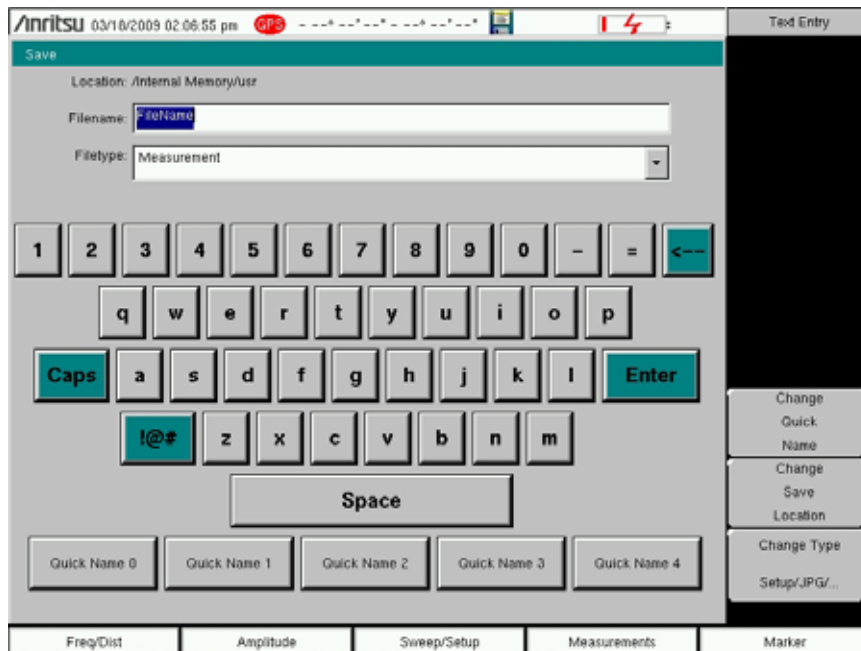 Anritsu 03/18/2009 02:06:55 pm GPS - --°--'--"- --°--'--" Text Entry
Save
Location: /Internal Memory/usr
Filename: FileName
Filetype: Measurement
1 2 3 4 5 6 7 8 9 0 - = <--
q w e r t y u i o p
Caps a s d f g h j k l Enter
!@# z x c v b n m
Space
Quick Name 0 Quick Name 1 Quick Name 2 Quick Name 3 Quick Name 4
Change
Quick
Name
Change
Save
Location
Change Type
Setup/JPG/...
Freq/Dist Amplitude Sweep/Setup Measurements Marker